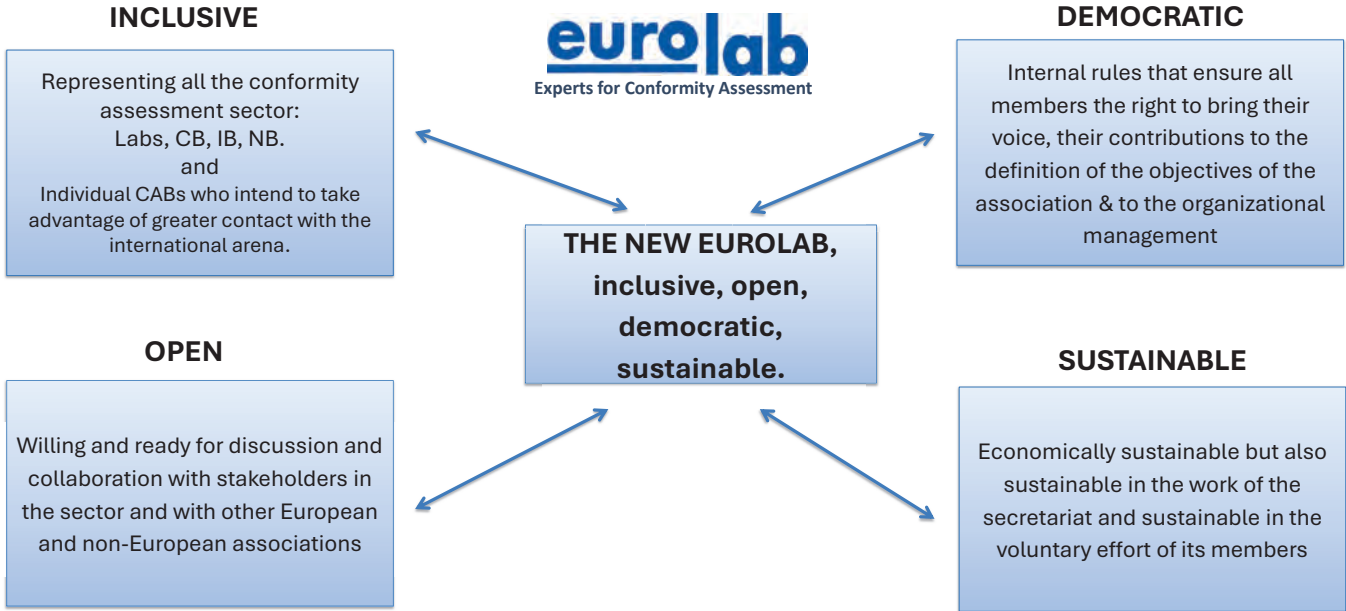 INCLUSIVE
Representing all the conformity
assessment sector:
Labs, CB, IB, NB.
and
Individual CABs who intend to take
advantage of greater contact with the
international arena.
eurolab
Experts for Conformity Assessment
DEMOCRATIC
Internal rules that ensure all
members the right to bring their
voice, their contributions to the
definition of the objectives of the
association & to the organizational
management
THE NEW EUROLAB,
inclusive, open,
democratic,
sustainable.
OPEN
Willing and ready for discussion and
collaboration with stakeholders in
the sector and with other European
and non-European associations
SUSTAINABLE
Economically sustainable but also
sustainable in the work of the
secretariat and sustainable in the
voluntary effort of its members